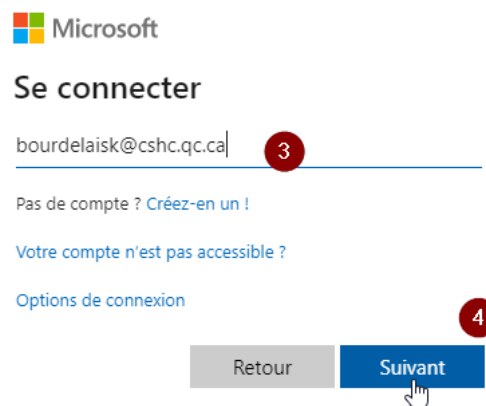 Microsoft
Se connecter
bourdelaisk@cshc.qc.ca
3
Pas de compte ? Créez-en un !
Votre compte n'est pas accessible ?
Options de connexion
4
Retour
Suivant